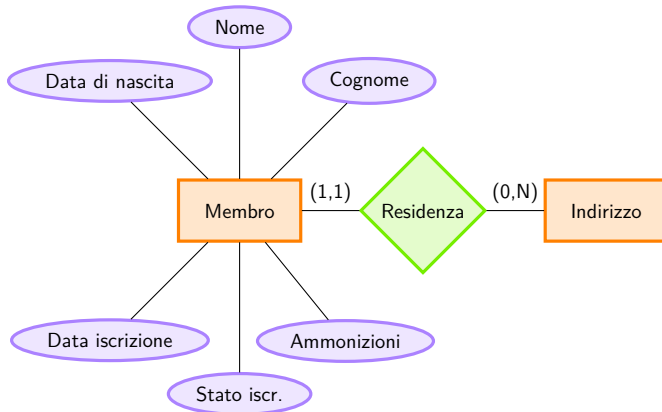 Nome
Data di nascita
Cognome
Membro
(1,1)
Residenza
(0,N)
Indirizzo
Data iscrizione
Ammonizioni
Stato iscr.